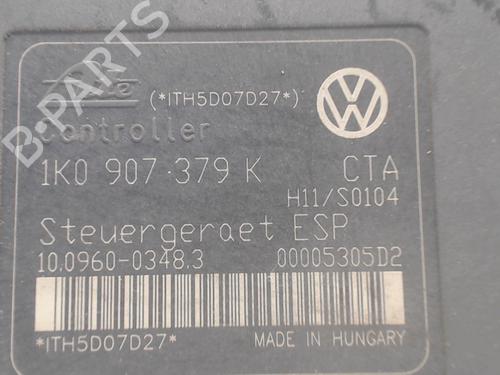 B-PARTS
Ate (*ITH5D07D27*)
Controller
1K0 907 379 K CTA
H11/S0104
Steuergeraet ESP
10.0960-0348.3 00005305D2
*ITH5D07D27* MADE IN HUNGARY